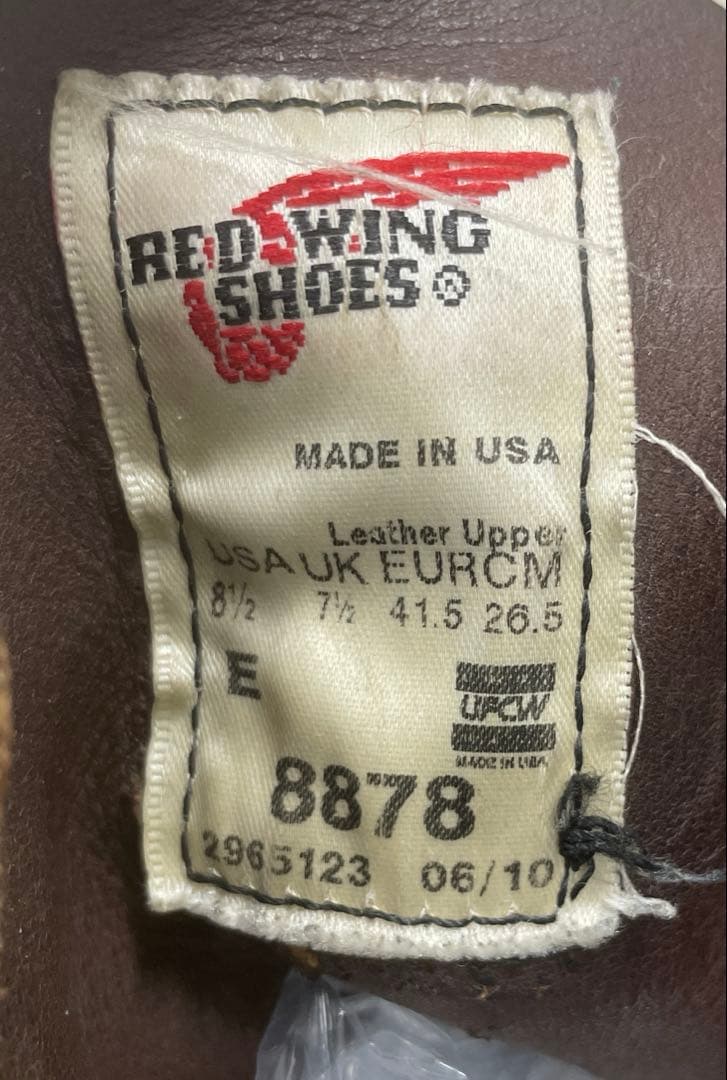 RED WING
SHOES
MADE IN USA
Leather Upper
USA UK EUR CM
8½ 7½ 41.5 26.5
E
UFCW
MADE IN USA
8878
2965123 06/10